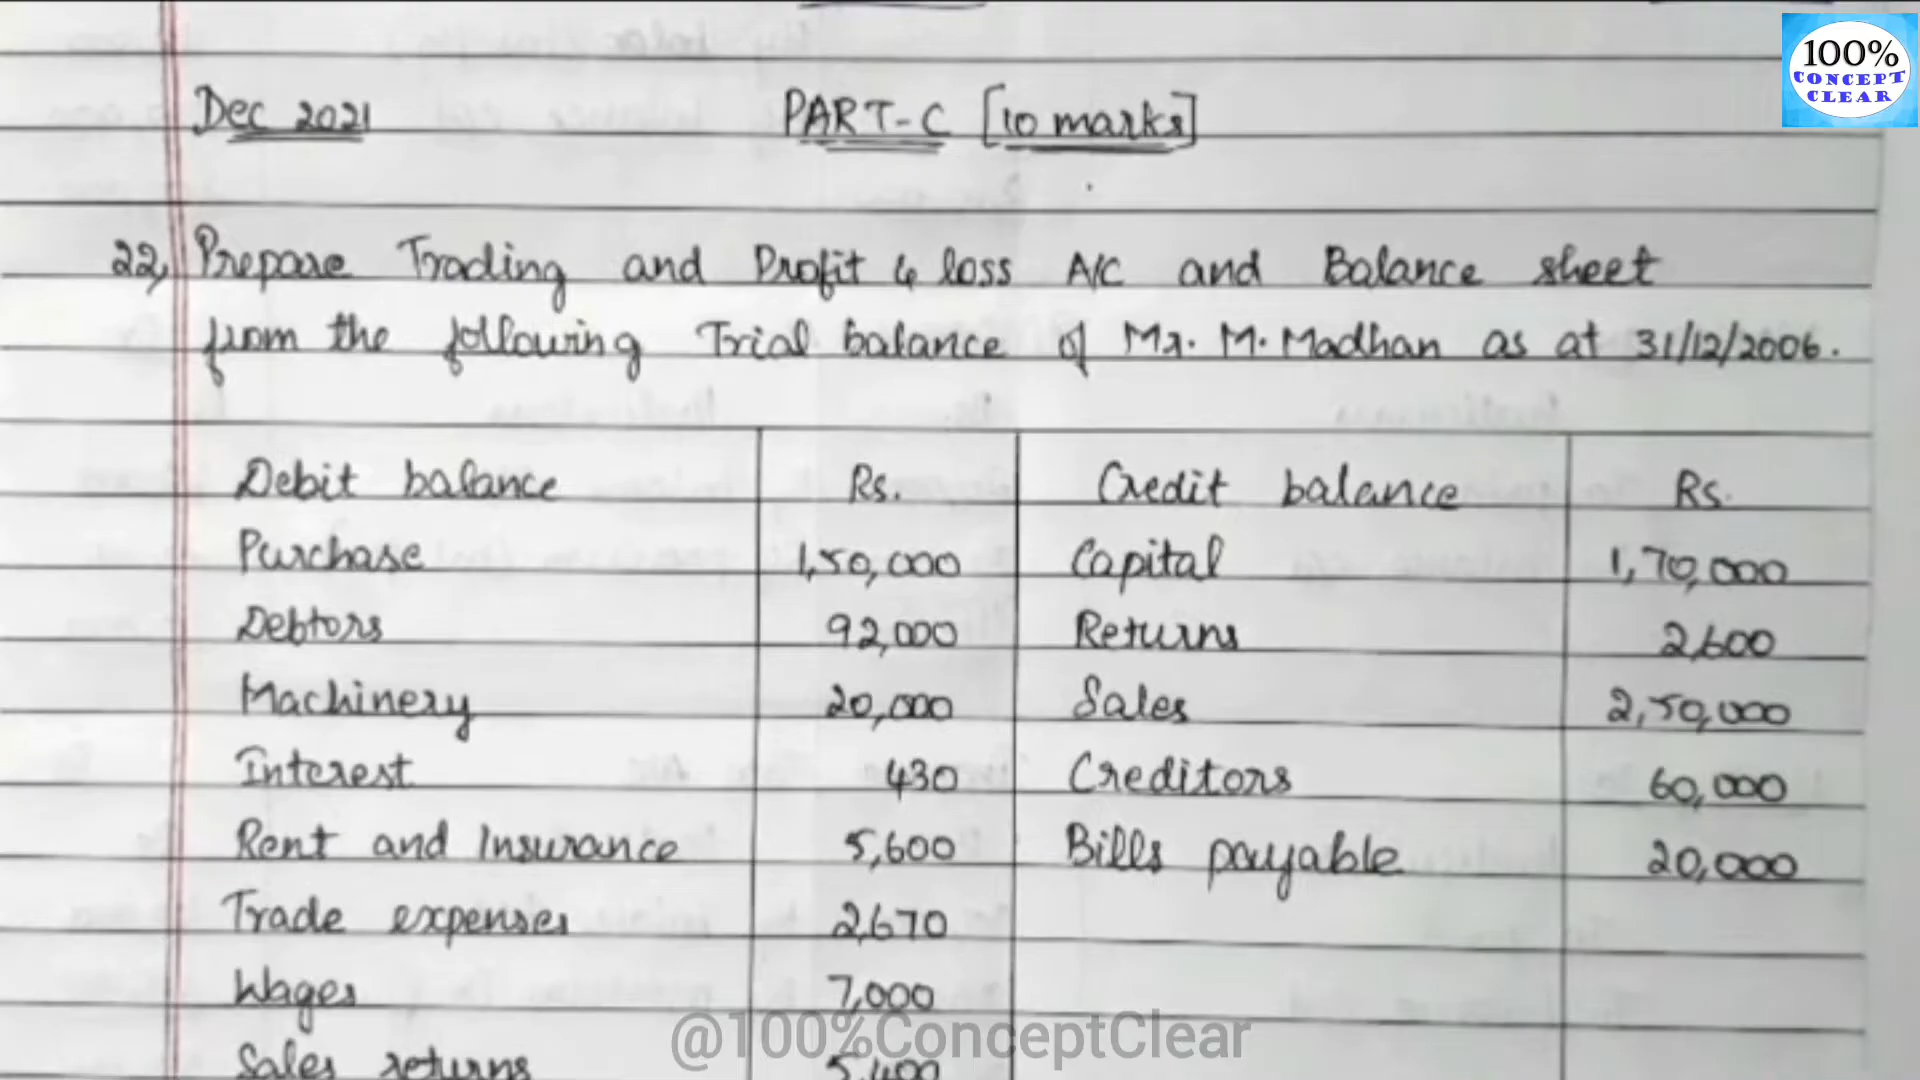 100%
CONCEPT
CLEAR
Dec 2021 PART-C [10 marks]
22, Prepare Trading and Profit & loss A/C and Balance sheet
from the following Trial balance of Mr. M. Madhan as at 31/12/2006.
Debit balance Rs. Credit balance Rs.
Purchase 1,50,000 Capital 1,70,000
Debtors 92,000 Returns 2,600
Machinery 20,000 Sales 2,50,000
Interest 430 Creditors 60,000
Rent and Insurance 5,600 Bills payable 20,000
Trade expenses 2,670
Wages 7,000
Sales returns 5,400
@100%ConceptClear